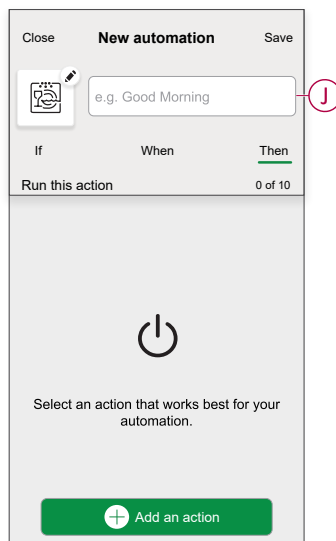 Close New automation Save
e.g. Good Morning
J
If When Then
Run this action 0 of 10
Select an action that works best for your
automation.
Add an action